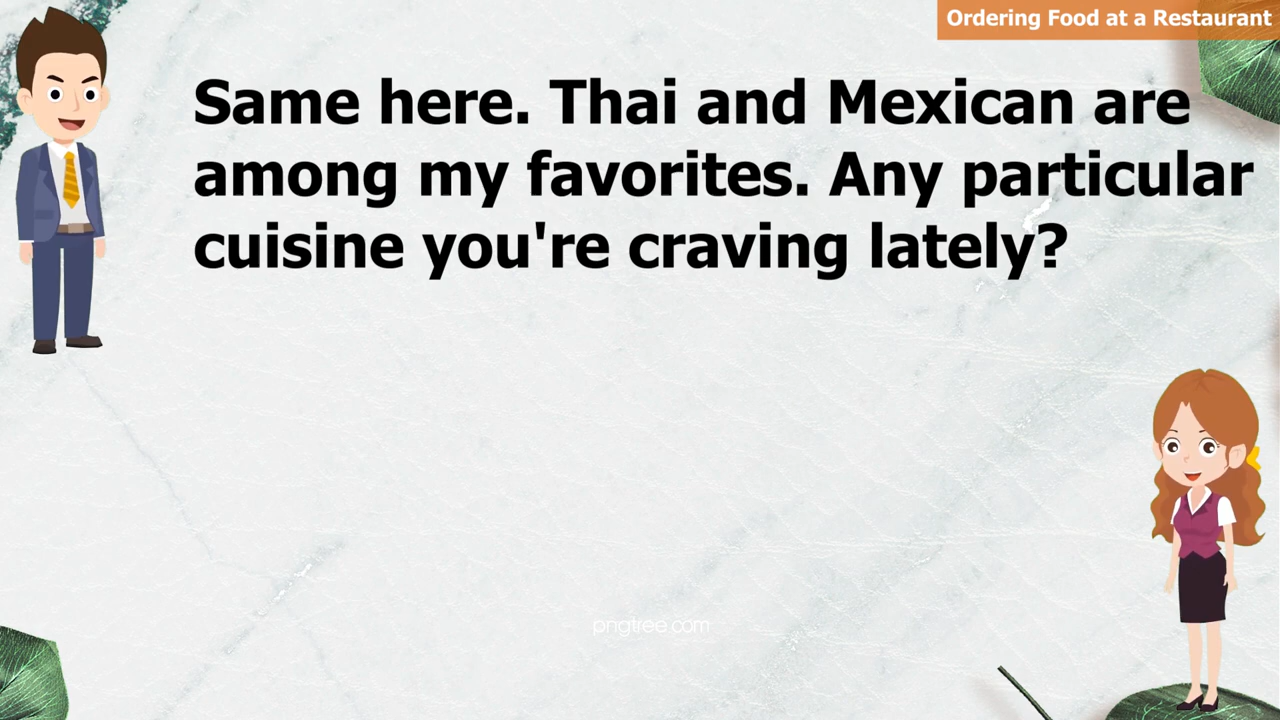 Ordering Food at a Restaurant
Same here. Thai and Mexican are
among my favorites. Any particular
cuisine you're craving lately?
pngtree.com